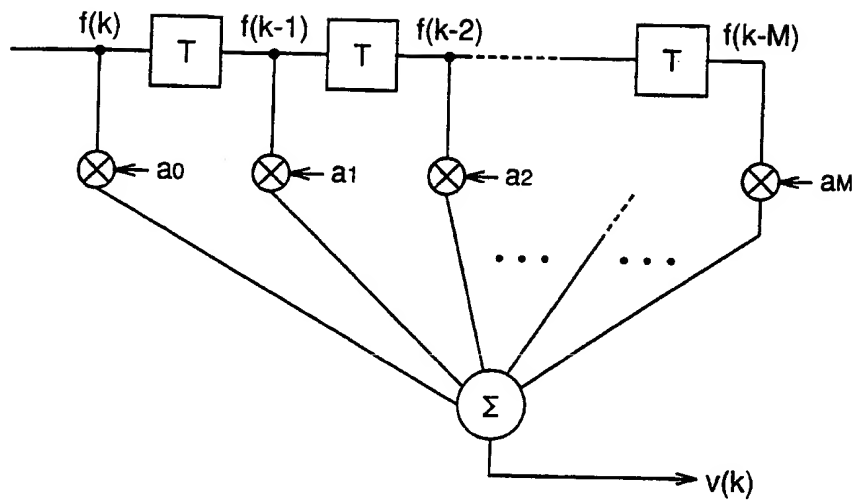 f(k) f(k-1) f(k-2) f(k-M)
T T T
a0 a1 a2 aM
Σ
v(k)